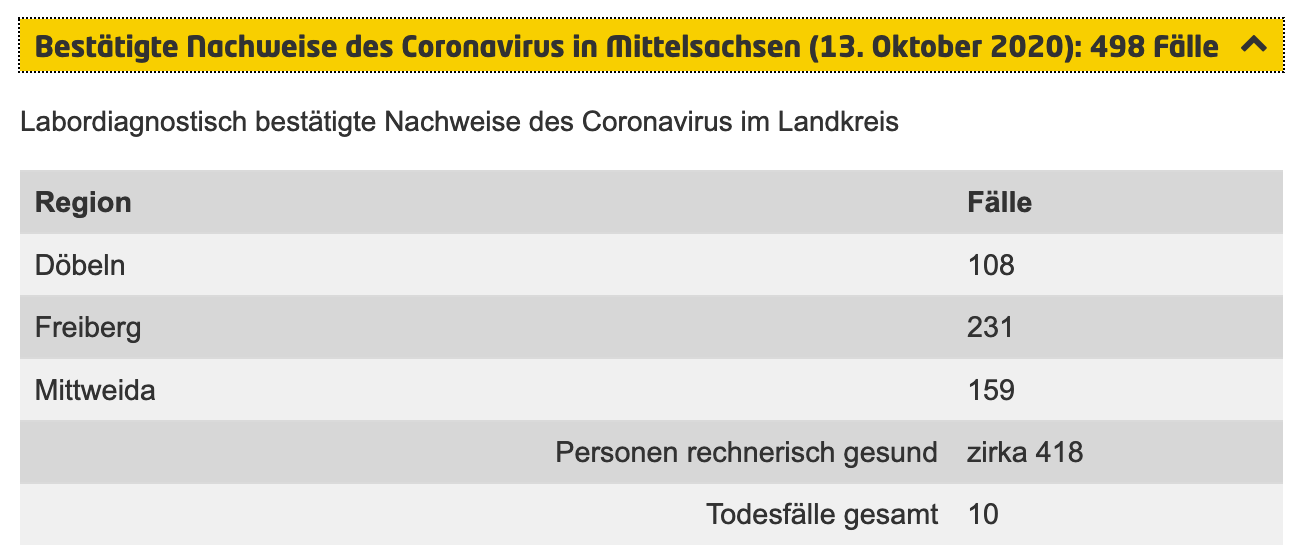 Bestätigte Nachweise des Coronavirus in Mittelsachsen (13. Oktober 2020): 498 Fälle
Labordiagnostisch bestätigte Nachweise des Coronavirus im Landkreis
Region Fälle
Döbeln 108
Freiberg 231
Mittweida 159
Personen rechnerisch gesund zirka 418
Todesfälle gesamt 10